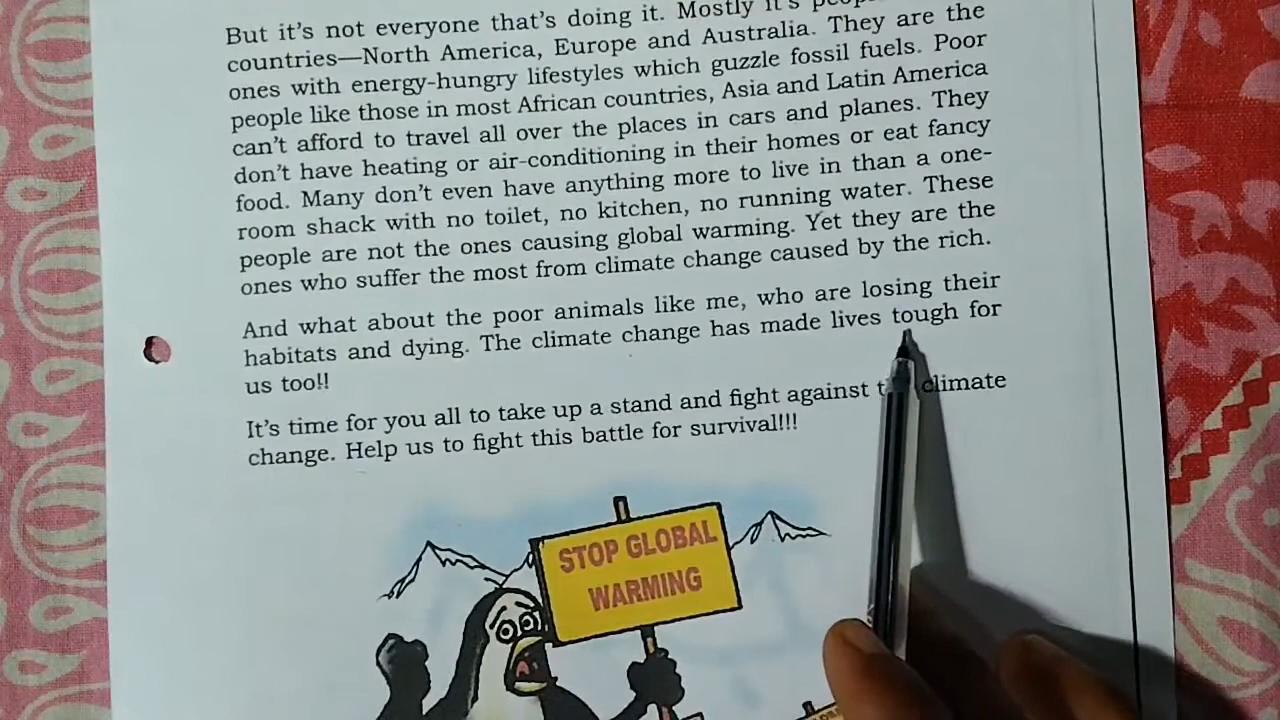 But it's not everyone that's doing it. Mostly it's
countries—North America, Europe and Australia. They are the
ones with energy-hungry lifestyles which guzzle fossil fuels. Poor
people like those in most African countries, Asia and Latin America
can't afford to travel all over the places in cars and planes. They
don't have heating or air-conditioning in their homes or eat fancy
food. Many don't even have anything more to live in than a one-
room shack with no toilet, no kitchen, no running water. These
people are not the ones causing global warming. Yet they are the
ones who suffer the most from climate change caused by the rich.
And what about the poor animals like me, who are losing their
habitats and dying. The climate change has made lives tough for
us too!!
It's time for you all to take up a stand and fight against climate
change. Help us to fight this battle for survival!!!
STOP GLOBAL
WARMING